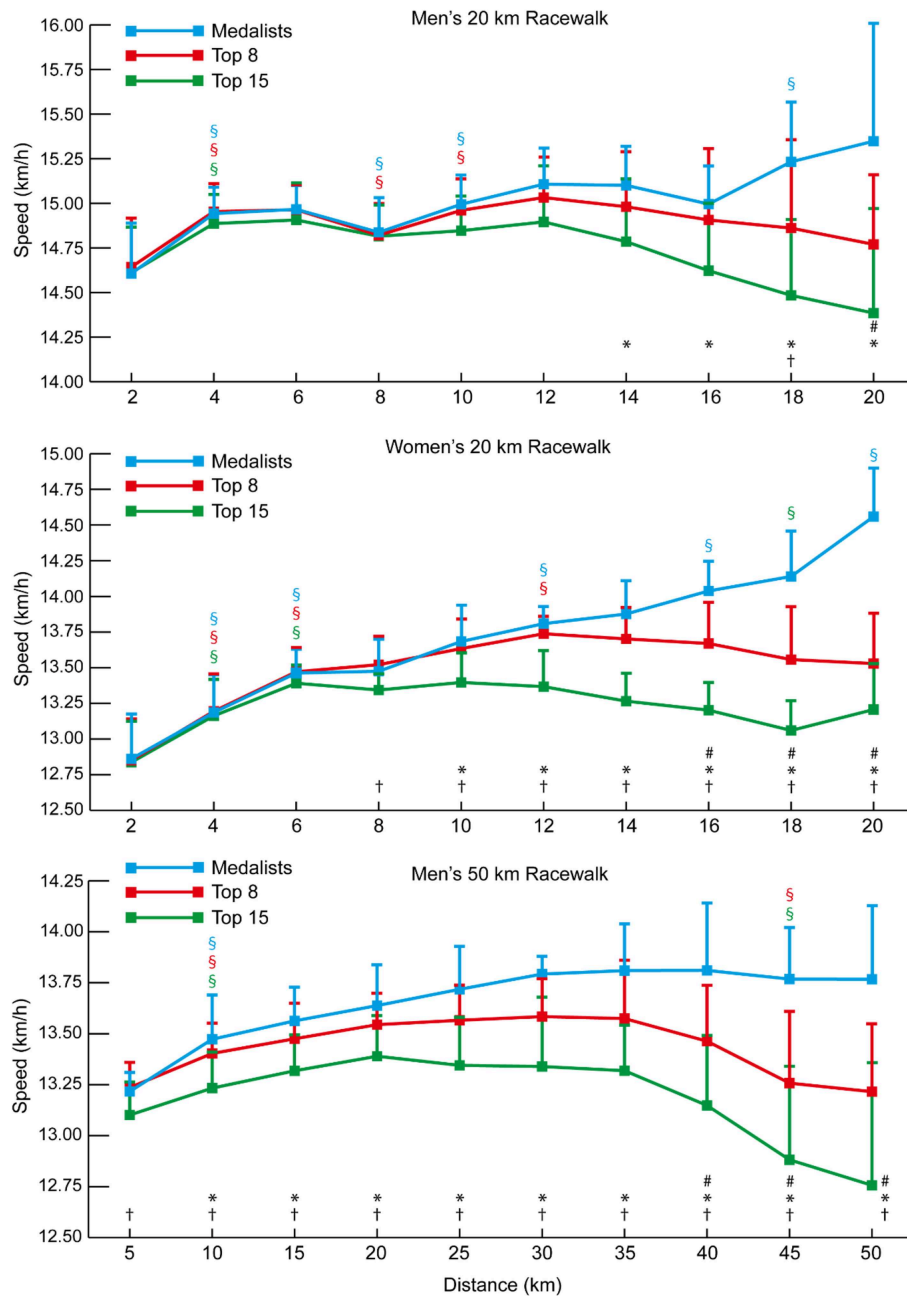 Men's 20 km Racewalk
Medalists
Top 8
Top 15
Speed (km/h)
16.00
15.75
15.50
15.25
15.00
14.75
14.50
14.25
14.00
§ § § §
§ § §
§
#
* * * *
†
2 4 6 8 10 12 14 16 18 20
Women's 20 km Racewalk
Medalists
Top 8
Top 15
Speed (km/h)
15.00
14.75
14.50
14.25
14.00
13.75
13.50
13.25
13.00
12.75
12.50
§
§
§
§ §
§ § §
§ §
§
# # #
* * * * * *
† † † † † † †
2 4 6 8 10 12 14 16 18 20
Men's 50 km Racewalk
Medalists
Top 8
Top 15
Speed (km/h)
14.25
14.00
13.75
13.50
13.25
13.00
12.75
12.50
§
§
§
§
§
# # #
* * * * * * * * *
† † † † † † † † † †
5 10 15 20 25 30 35 40 45 50
Distance (km)